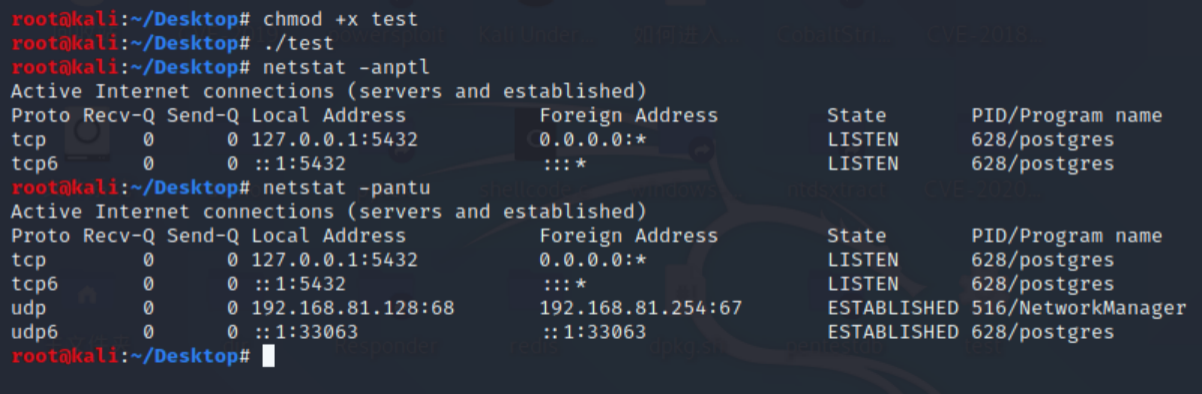 root@kali:~/Desktop# chmod +x test
root@kali:~/Desktop# ./test
root@kali:~/Desktop# netstat -anptl
Active Internet connections (servers and established)
Proto Recv-Q Send-Q Local Address           Foreign Address         State       PID/Program name
tcp        0      0 127.0.0.1:5432          0.0.0.0:*               LISTEN      628/postgres
tcp6       0      0 ::1:5432                :::*                    LISTEN      628/postgres
root@kali:~/Desktop# netstat -pantu
Active Internet connections (servers and established)
Proto Recv-Q Send-Q Local Address           Foreign Address         State       PID/Program name
tcp        0      0 127.0.0.1:5432          0.0.0.0:*               LISTEN      628/postgres
tcp6       0      0 ::1:5432                :::*                    LISTEN      628/postgres
udp        0      0 192.168.81.128:68       192.168.81.254:67       ESTABLISHED 516/NetworkManager
udp6       0      0 ::1:33063               ::1:33063               ESTABLISHED 628/postgres
root@kali:~/Desktop#